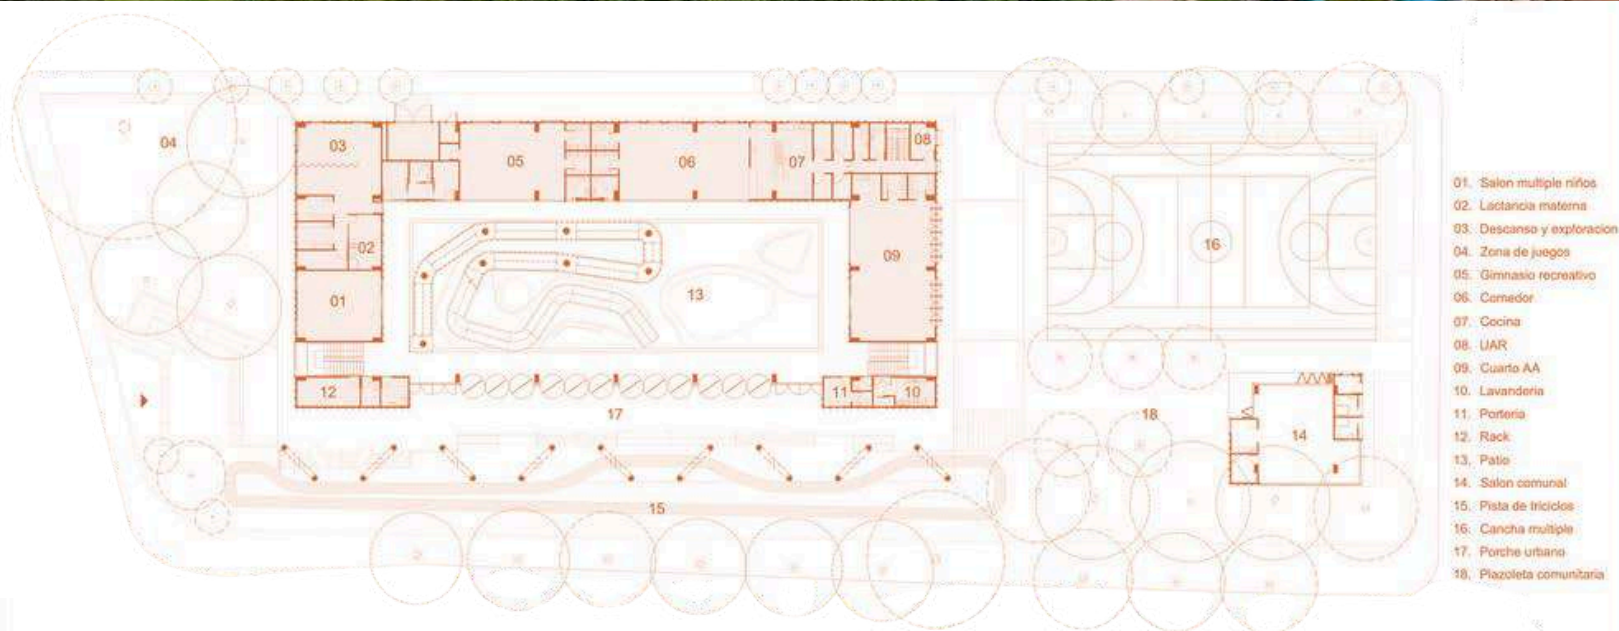 04
03
05
06
07
08
02
09
16
13
01
12
11
10
17
18
14
15
01. Salon multiple niños
02. Lactancia materna
03. Descanso y exploracion
04. Zona de juegos
05. Gimnasio recreativo
06. Comedor
07. Cocina
08. UAR
09. Cuarto AA
10. Lavanderia
11. Porteria
12. Rack
13. Patio
14. Salon comunal
15. Pista de triciclos
16. Cancha multiple
17. Porche urbano
18. Plazoleta comunitaria